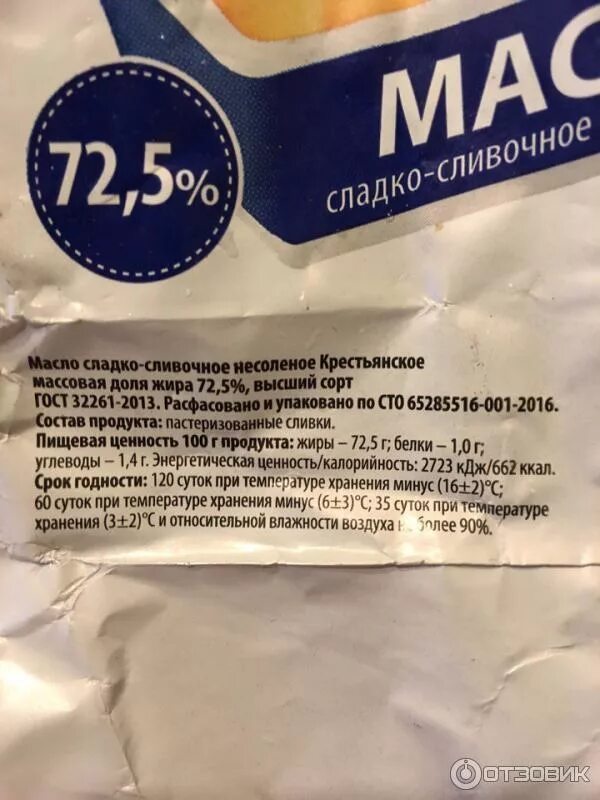 МАС
сладко-сливочное
72,5%
Масло сладко-сливочное несоленое Крестьянское
массовая доля жира 72,5%, высший сорт
ГОСТ 32261-2013. Расфасовано и упаковано по СТО 65285516-001-2016.
Состав продукта: пастеризованные сливки.
Пищевая ценность 100 г продукта: жиры – 72,5 г; белки – 1,0 г;
углеводы – 1,4 г. Энергетическая ценность/калорийность: 2723 кДж/662 ккал.
Срок годности: 120 суток при температуре хранения минус (16±2)°С;
60 суток при температуре хранения минус (6±3)°С; 35 суток при температуре
хранения (3±2)°С и относительной влажности воздуха более 90%.
ОТЗОВИК